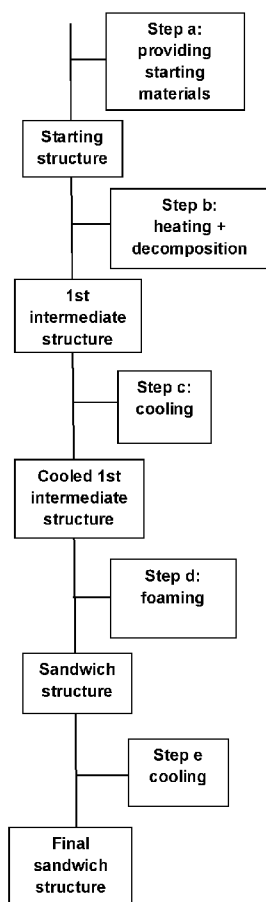 Step a:
providing
starting
materials
Starting
structure
Step b:
heating +
decomposition
1st
intermediate
structure
Step c:
cooling
Cooled 1st
intermediate
structure
Step d:
foaming
Sandwich
structure
Step e
cooling
Final
sandwich
structure